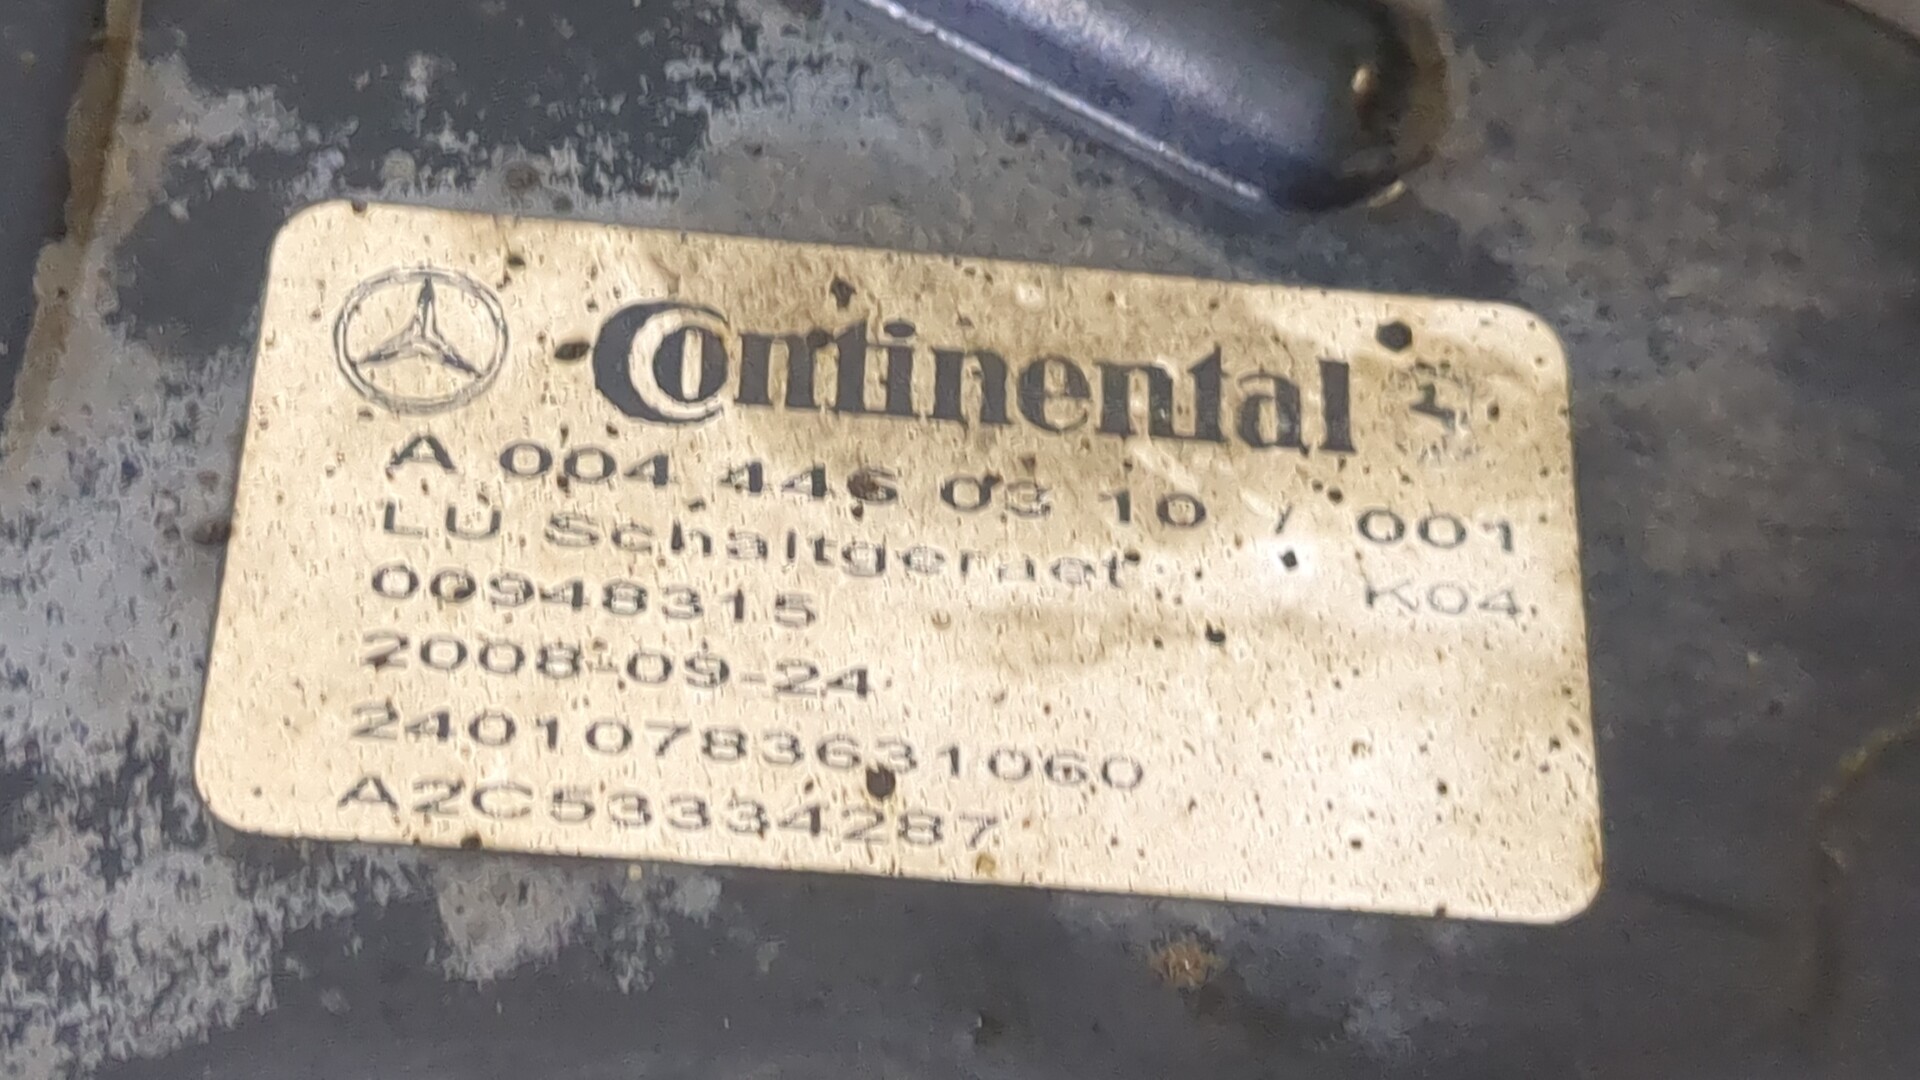 Continental
A 004 446 03 10 / 001
LU Schaltgeraet K04
00948315
2008-09-24
24010783631060
A2C53334287